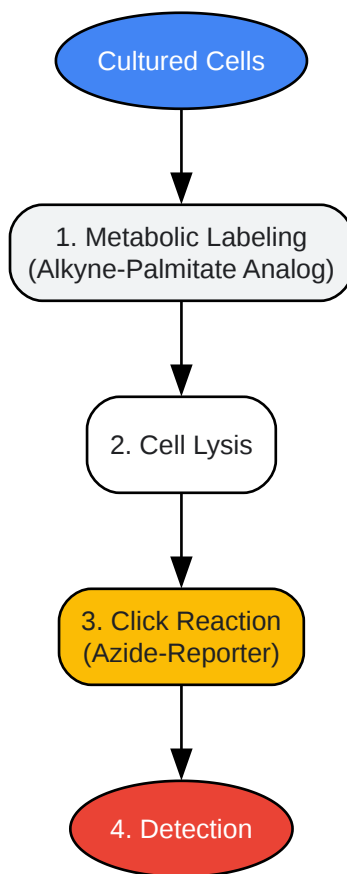 Cultured Cells
1. Metabolic Labeling
(Alkyne-Palmitate Analog)
2. Cell Lysis
3. Click Reaction
(Azide-Reporter)
4. Detection